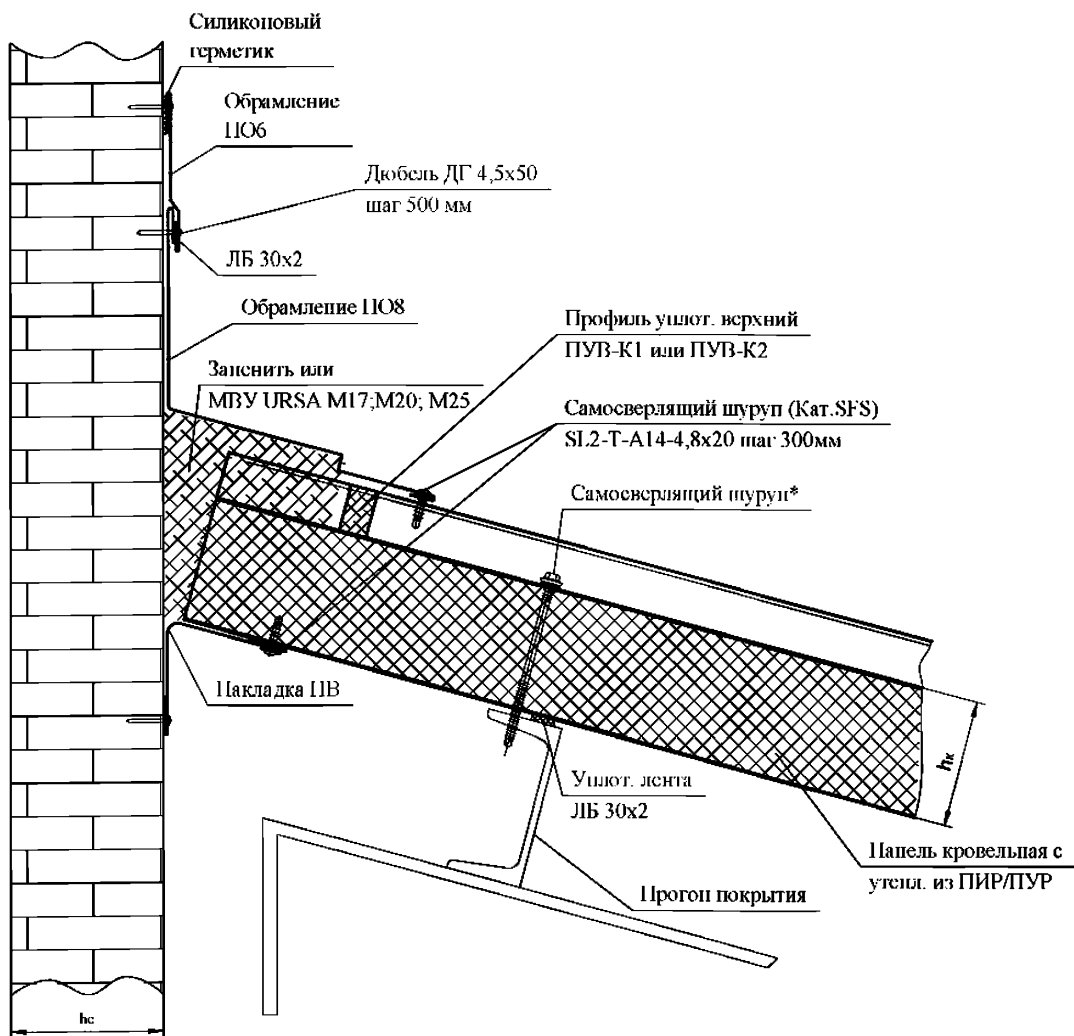 Силиконовый
герметик
Обрамление
ПО6
Дюбель ДГ 4,5х50
шаг 500 мм
ЛБ 30х2
Обрамление ПО8
Профиль уплот. верхний
ПУВ-К1 или ПУВ-К2
Запенить или
МВУ URSA М17;М20; М25
Самосверлящий шуруп (Кат.SFS)
SL2-T-A14-4,8х20 шаг 300мм
Самосверлящий шуруп*
Накладка НВ
Уплот. лента
ЛБ 30х2
hк
Панель кровельная с
утепл. из ПИР/ПУР
Прогон покрытия
hс